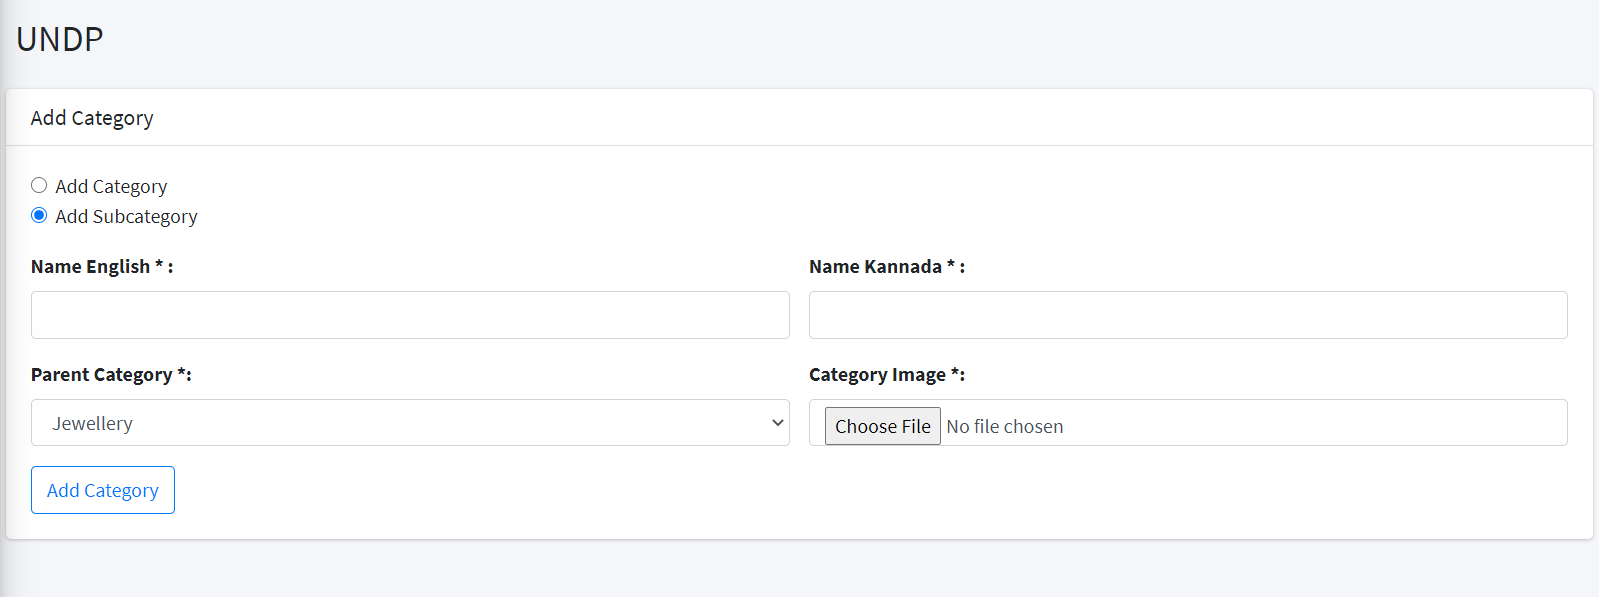 UNDP
Add Category
Add Category
Add Subcategory
Name English * :
Name Kannada * :
Parent Category *:
Category Image *:
Jewellery
Choose File No file chosen
Add Category